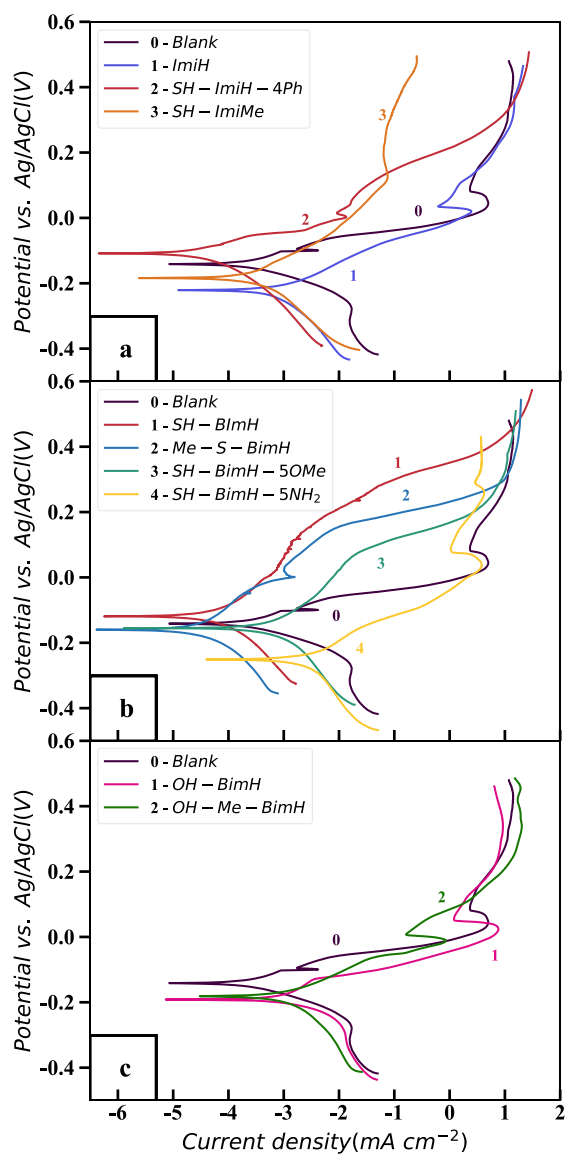 0.6
0 - Blank
1 - ImiH
2 - SH − ImiH − 4Ph
3 - SH − ImiMe
0.4
3
0.2
2
0
0.0
1
-0.2
-0.4
a
Potential vs. Ag/AgCl(V)
0.6
0 - Blank
1 - SH − BImH
2 - Me − S − BimH
3 - SH − BimH − 5OMe
4 - SH − BimH − 5NH₂
0.4
1
2
0.2
3
0.0
0
4
-0.2
-0.4
b
Potential vs. Ag/AgCl(V)
0.6
0 - Blank
1 - OH − BimH
2 - OH − Me − BimH
0.4
0.2
2
0
1
0.0
-0.2
-0.4
c
Potential vs. Ag/AgCl(V)
-6 -5 -4 -3 -2 -1 0 1 2
Current density(mA cm⁻²)